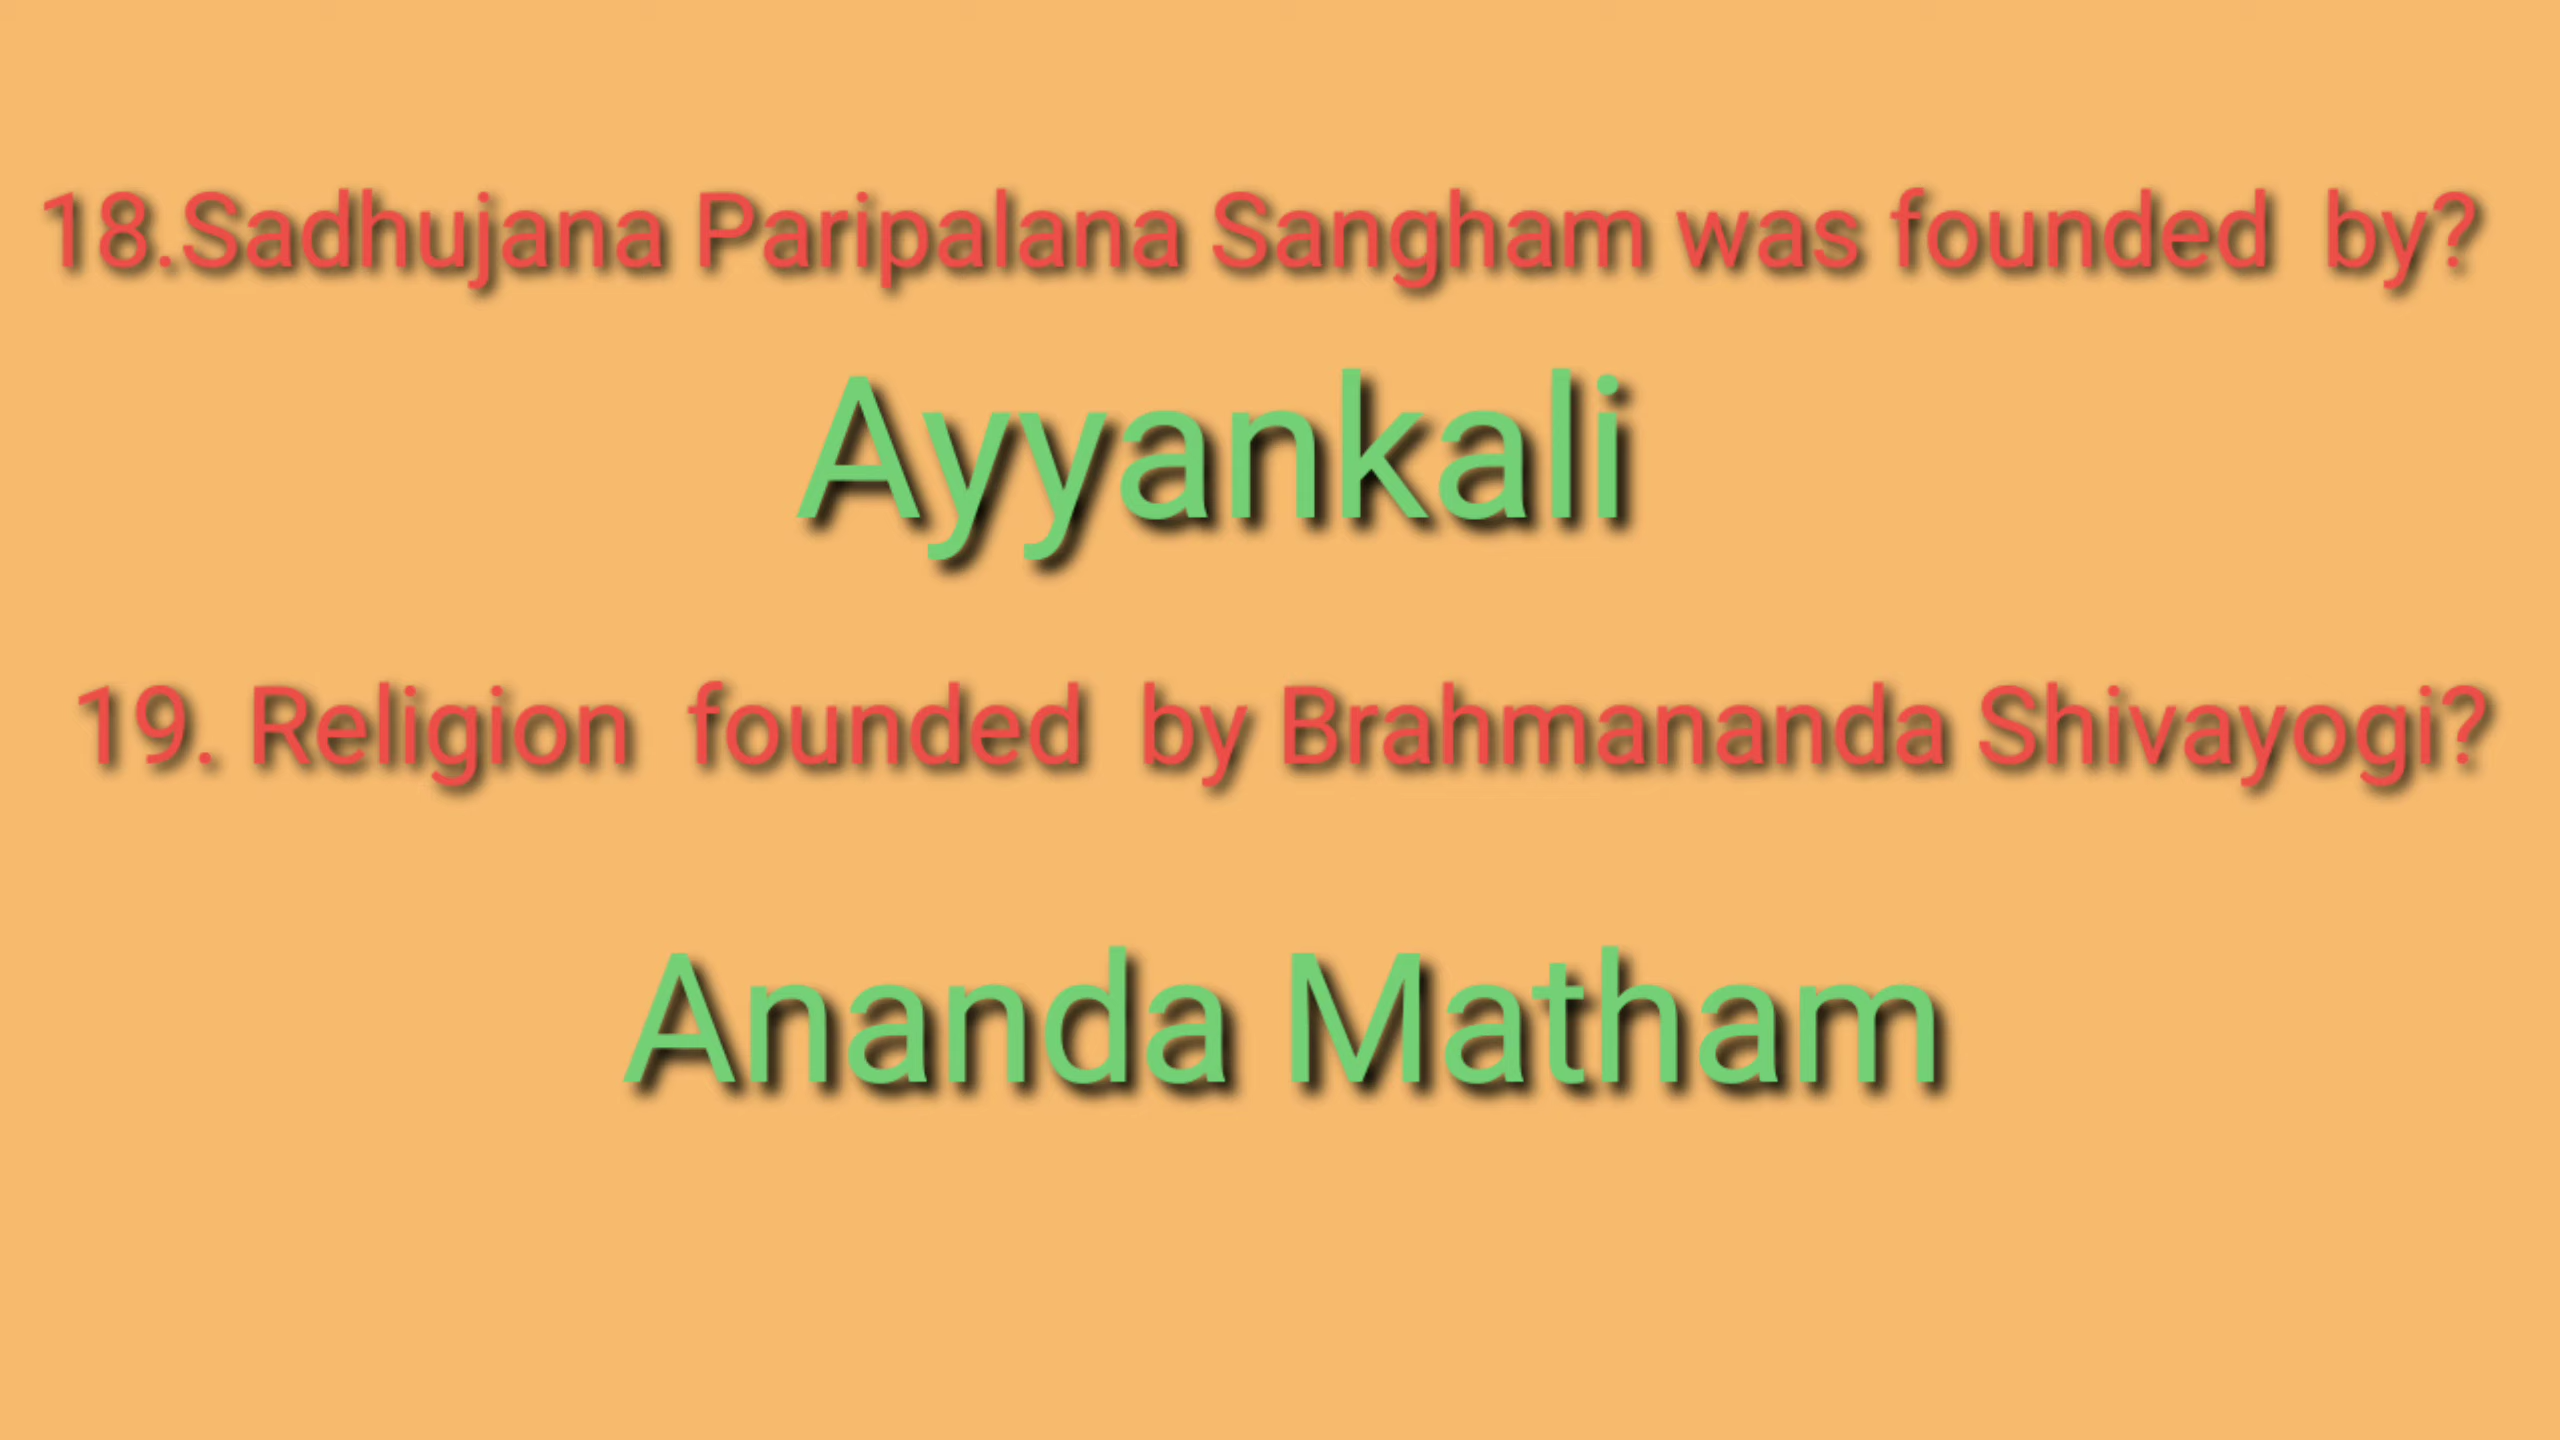 18.Sadhujana Paripalana Sangham was founded by?
Ayyankali
19. Religion founded by Brahmananda Shivayogi?
Ananda Matham